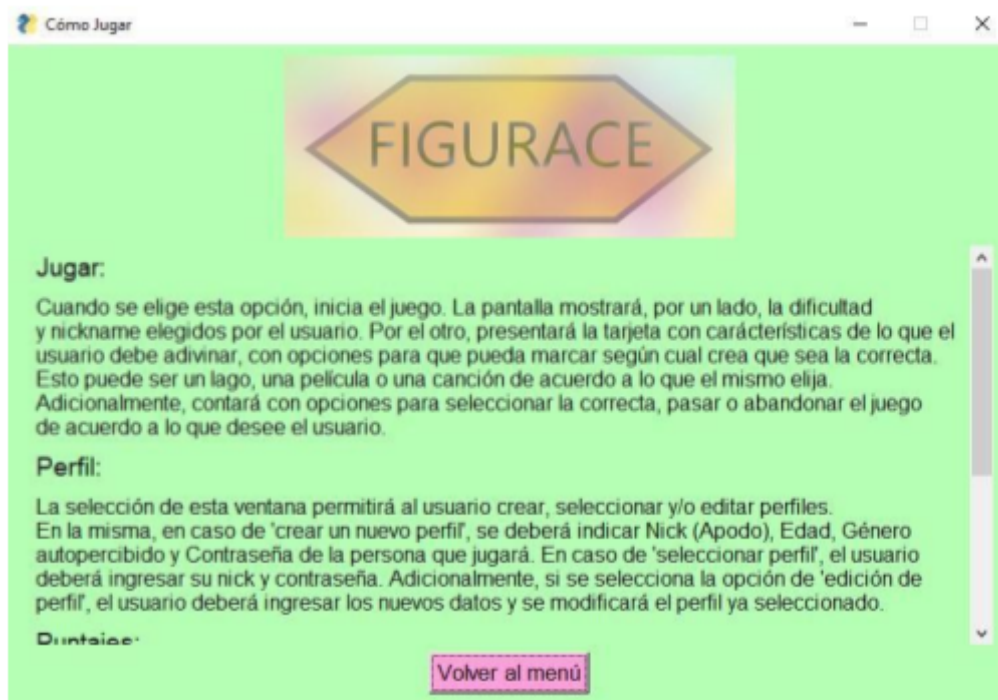 Cómo Jugar
FIGURACE
Jugar:
Cuando se elige esta opción, inicia el juego. La pantalla mostrará, por un lado, la dificultad
y nickname elegidos por el usuario. Por el otro, presentará la tarjeta con carácterísticas de lo que el
usuario debe adivinar, con opciones para que pueda marcar según cual crea que sea la correcta.
Esto puede ser un lago, una película o una canción de acuerdo a lo que el mismo elija.
Adicionalmente, contará con opciones para seleccionar la correcta, pasar o abandonar el juego
de acuerdo a lo que desee el usuario.
Perfil:
La selección de esta ventana permitirá al usuario crear, seleccionar y/o editar perfiles.
En la misma, en caso de 'crear un nuevo perfil', se deberá indicar Nick (Apodo), Edad, Género
autopercibido y Contraseña de la persona que jugará. En caso de 'seleccionar perfil', el usuario
deberá ingresar su nick y contraseña. Adicionalmente, si se selecciona la opción de 'edición de
perfil', el usuario deberá ingresar los nuevos datos y se modificará el perfil ya seleccionado.
Puntajes:
Volver al menú